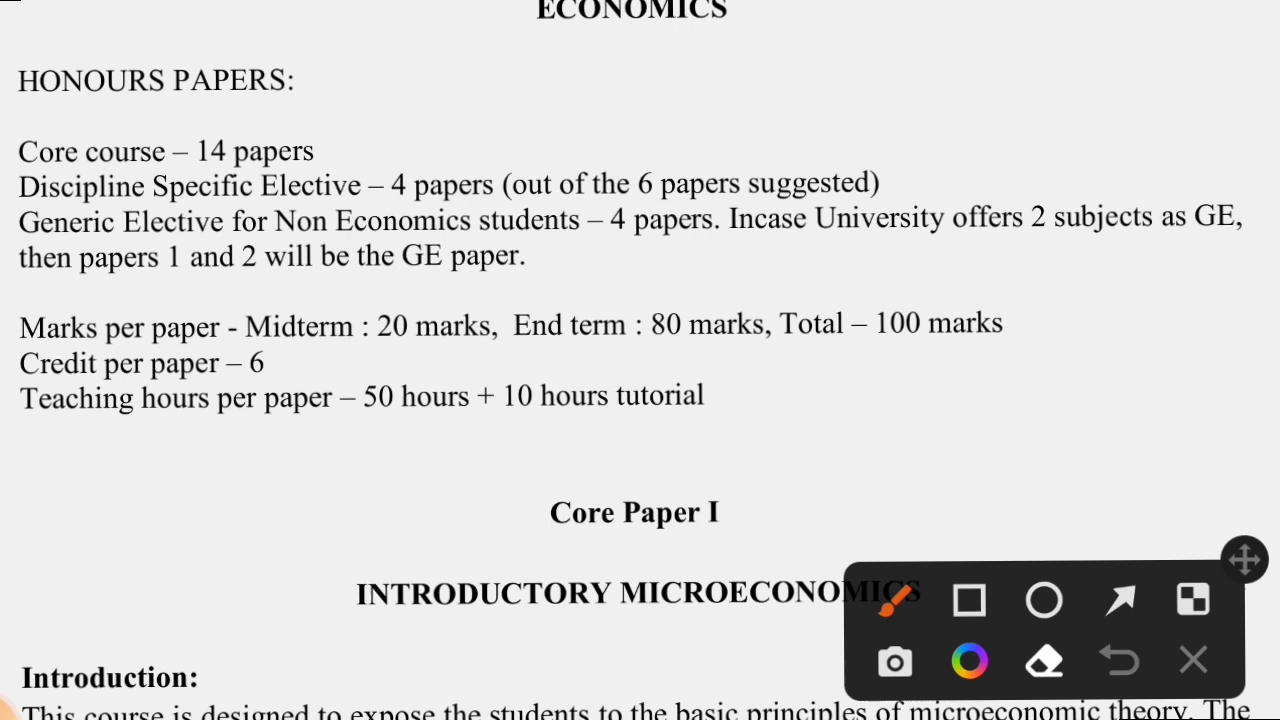 ECONOMICS
HONOURS PAPERS:
Core course – 14 papers
Discipline Specific Elective – 4 papers (out of the 6 papers suggested)
Generic Elective for Non Economics students – 4 papers. Incase University offers 2 subjects as GE,
then papers 1 and 2 will be the GE paper.
Marks per paper - Midterm : 20 marks, End term : 80 marks, Total – 100 marks
Credit per paper – 6
Teaching hours per paper – 50 hours + 10 hours tutorial
Core Paper I
INTRODUCTORY MICROECONOMICS
Introduction:
This course is designed to expose the students to the basic principles of microeconomic theory. The